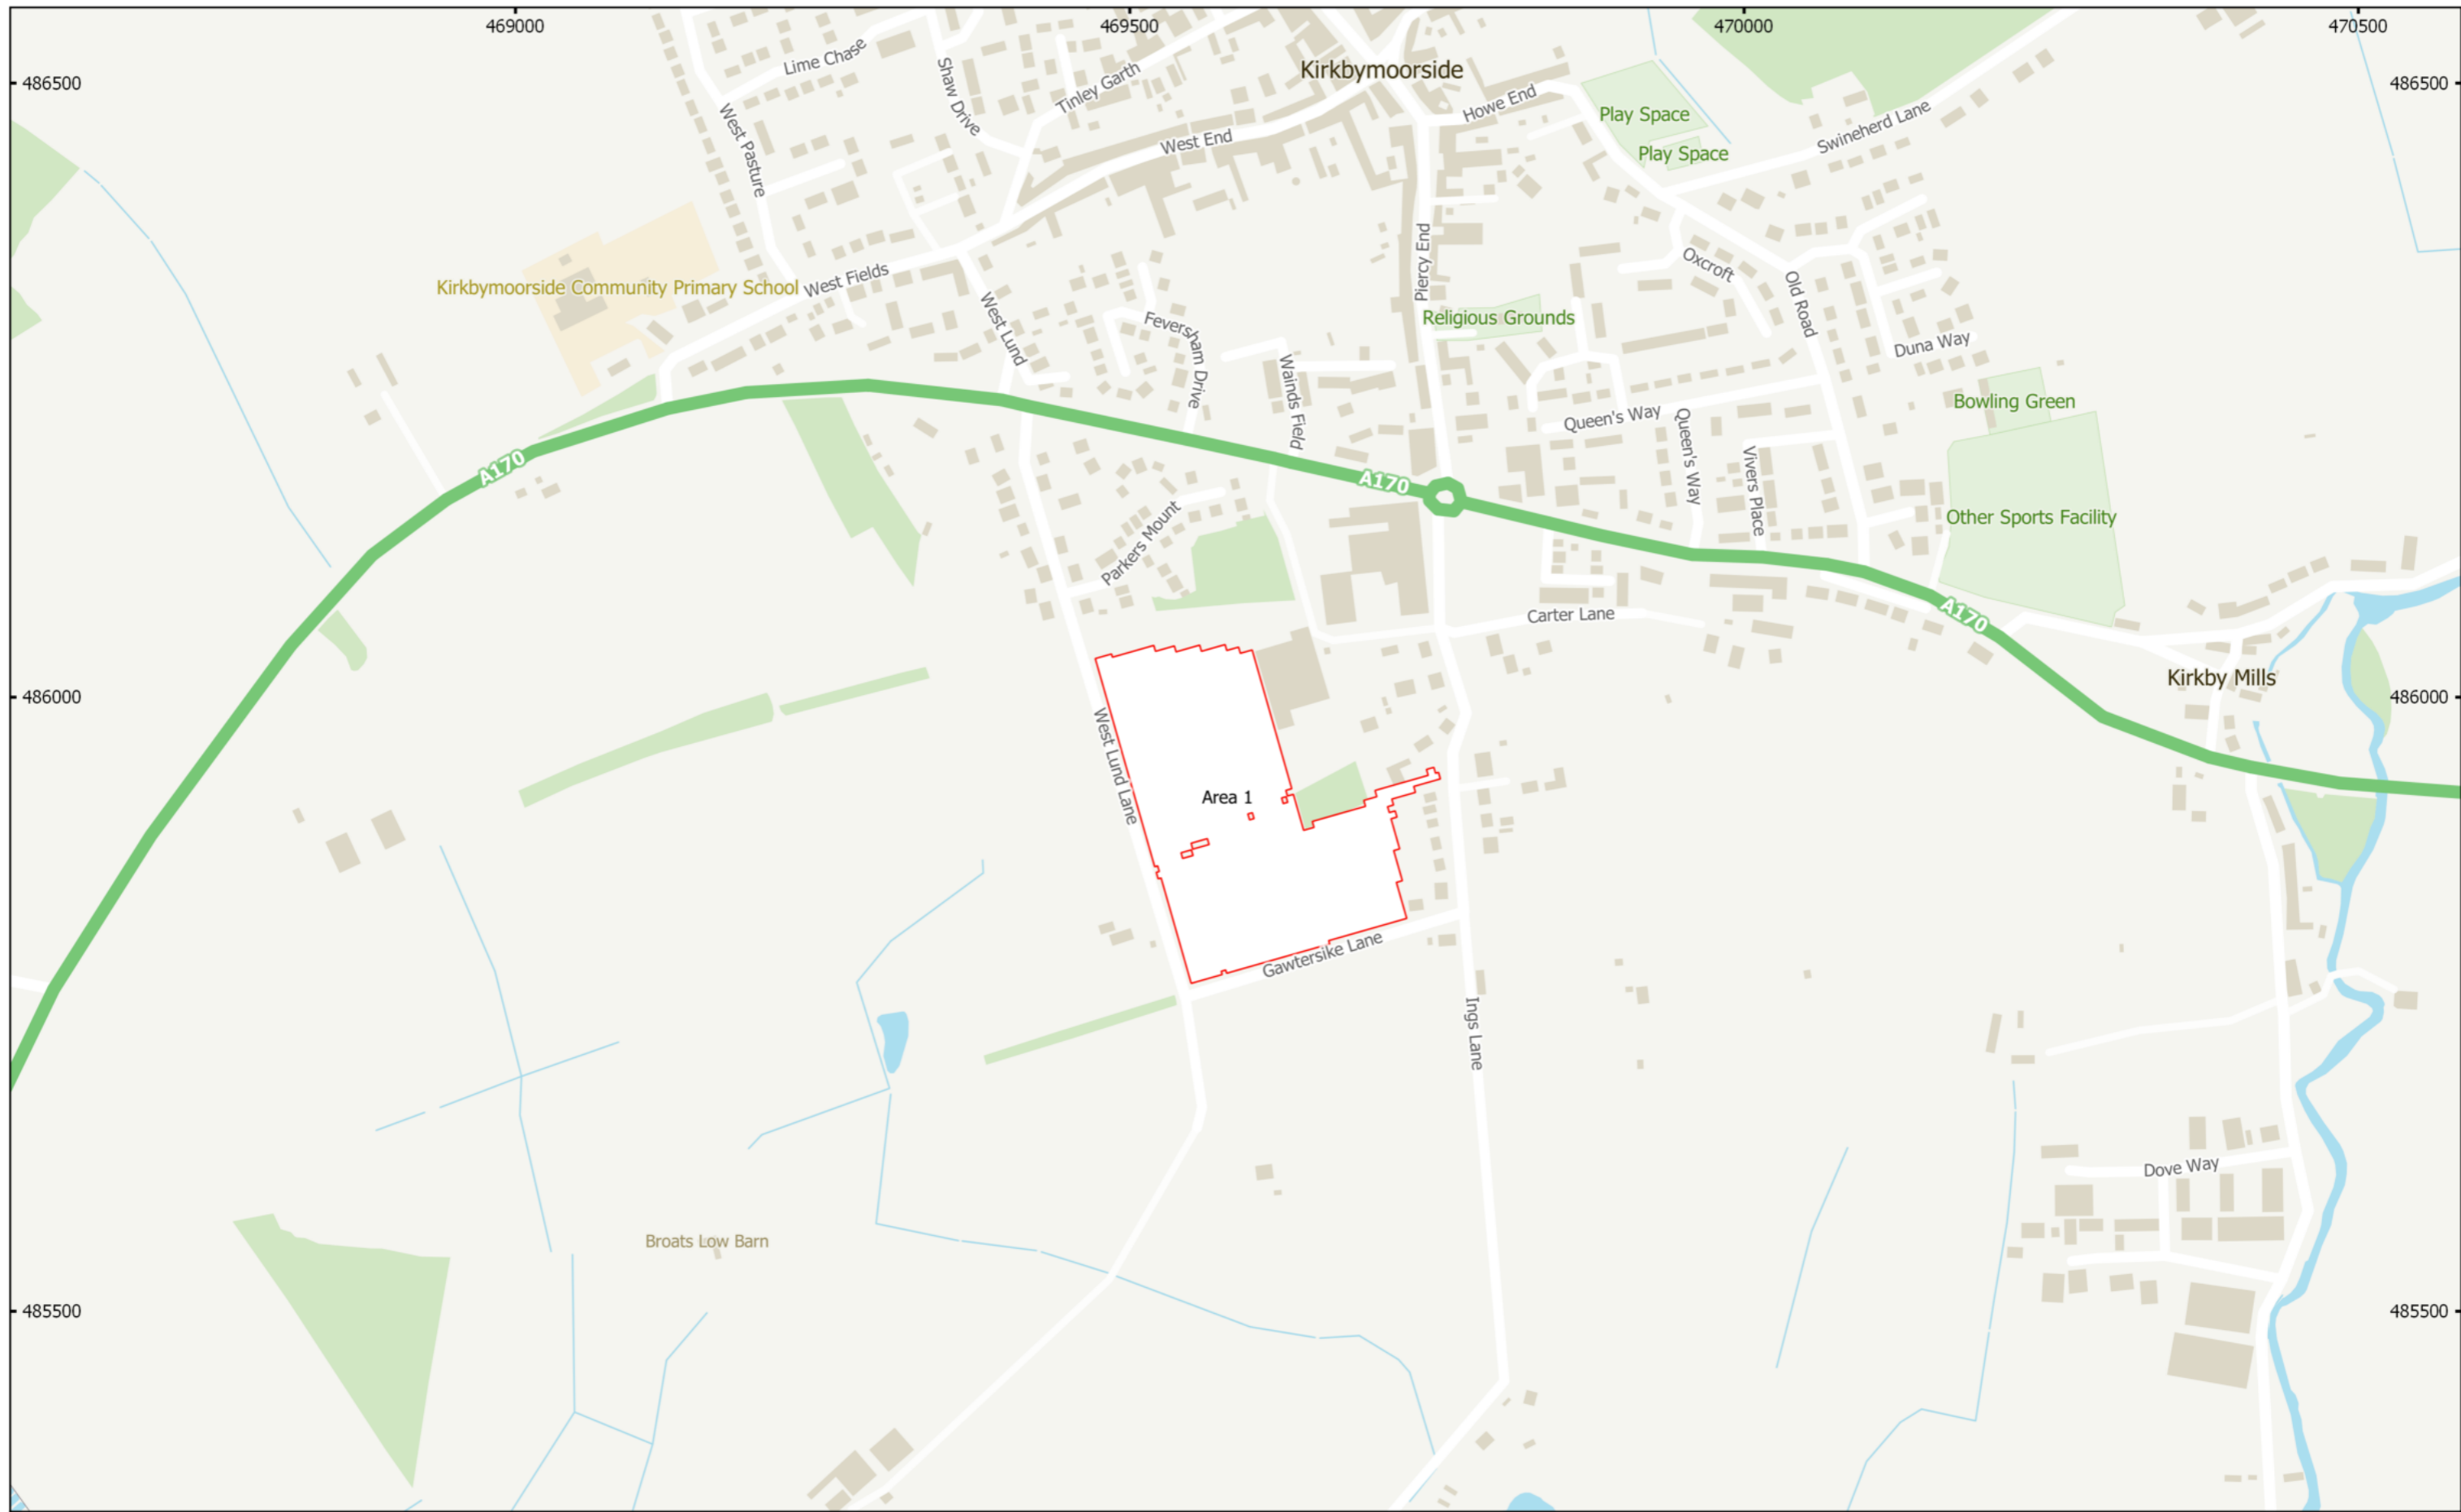 469000
469500
470000
470500
486500
486500
Kirkbymoorside
Lime Chase
Shaw Drive
Tinley Garth
West End
Howe End
Play Space
Play Space
Swineherd Lane
West Pasture
Piercy End
Oxcroft
Old Road
Kirkbymoorside Community Primary School
West Fields
West Lund
Feversham Drive
Religious Grounds
Duna Way
Wainds Field
Queen's Way
Queen's Way
Bowling Green
Vivers Place
A170
A170
Other Sports Facility
Parkers Mount
Carter Lane
A170
Kirkby Mills
486000
486000
West Lund Lane
Area 1
Gawtersike Lane
Ings Lane
Dove Way
Broats Low Barn
485500
485500